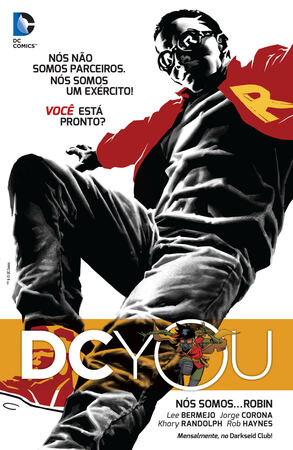 DC COMICS™
NÓS NÃO
SOMOS PARCEIROS.
NÓS SOMOS
UM EXÉRCITO!
VOCÊ ESTÁ
PRONTO?
R
DC YOU
NÓS SOMOS...ROBIN
Lee BERMEJO Jorge CORONA
Khary RANDOLPH Rob HAYNES
Mensalmente, no Darkseid Club!